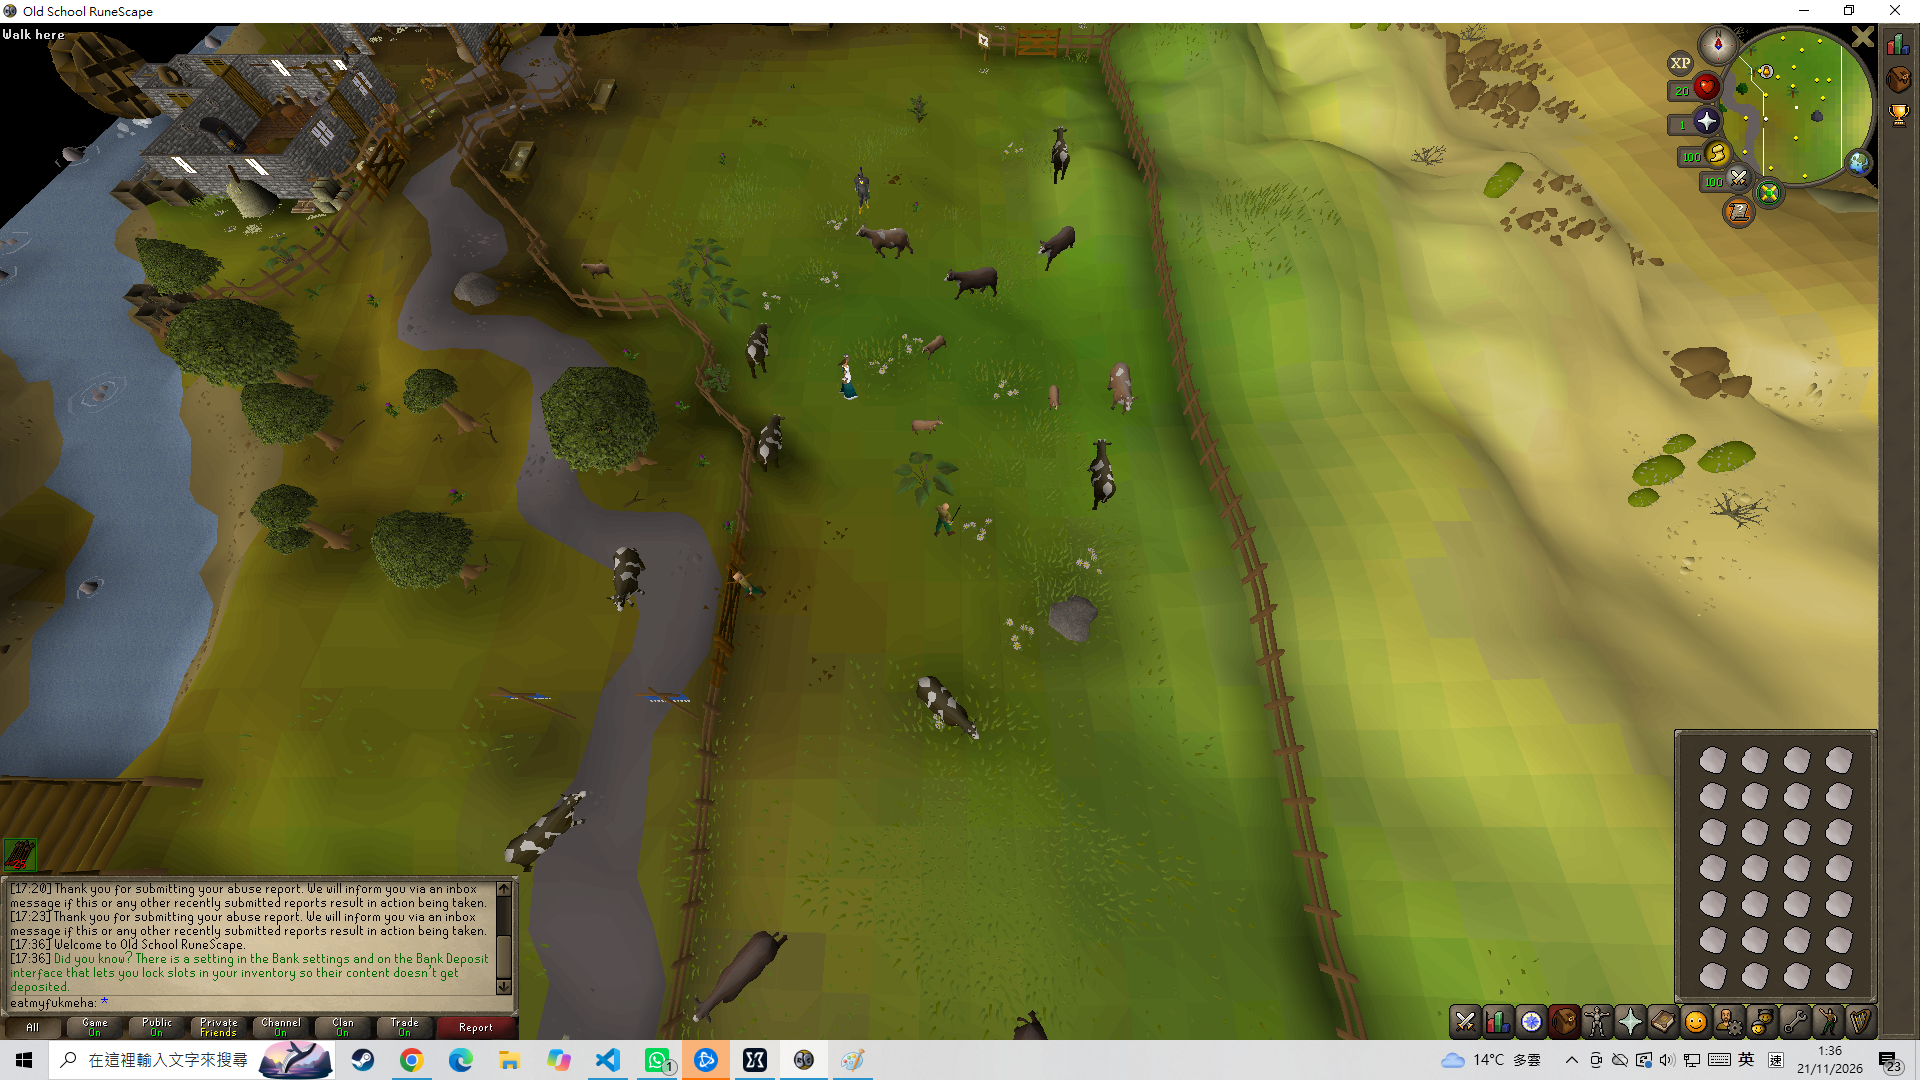 Old School RuneScape
Walk here
N
XP
20
1
100
100
25
[17:20] Thank you for submitting your abuse report. We will inform you via an inbox
message if this or any other recently submitted reports result in action being taken.
[17:23] Thank you for submitting your abuse report. We will inform you via an inbox
message if this or any other recently submitted reports result in action being taken.
[17:36] Welcome to Old School RuneScape.
[17:36] Did you know? There is a setting in the Bank settings and on the Bank Deposit
interface that lets you lock slots in your inventory so their content doesn't get
deposited.
eatmyfukmeha: *
All
Game
On
Public
On
Private
Friends
Channel
On
Clan
On
Trade
On
Report
在這裡輸入文字來搜尋
1
14°C 多雲
英
速
1:36
21/11/2026
23